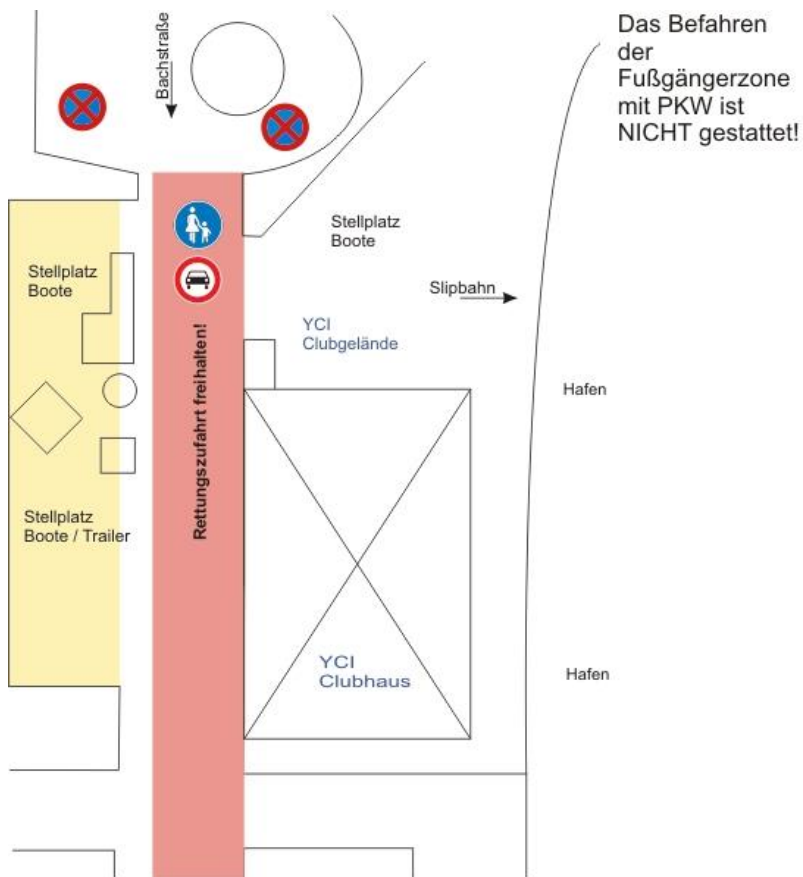 Das Befahren
der
Fußgängerzone
mit PKW ist
NICHT gestattet!
Bachstraße
Stellplatz
Boote
Stellplatz
Boote
Slipbahn
YCI
Clubgelände
Rettungszufahrt freihalten!
Hafen
Stellplatz
Boote / Trailer
YCI
Clubhaus
Hafen